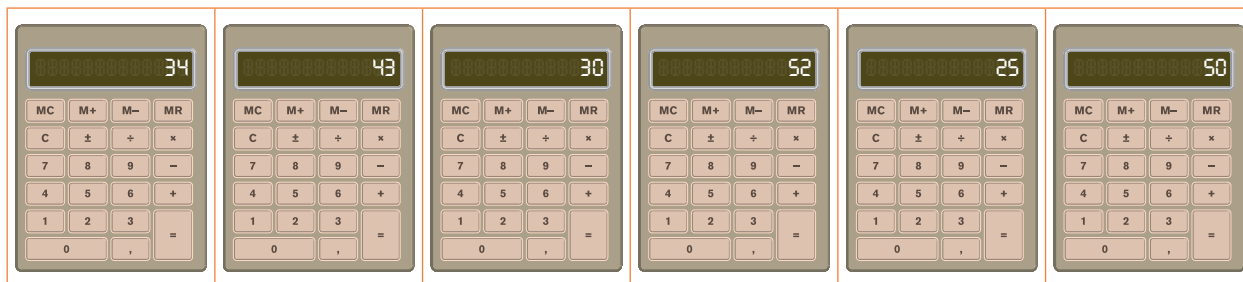 34 43 30 52 25 50
MC M+ M– MR MC M+ M– MR MC M+ M– MR MC M+ M– MR MC M+ M– MR MC M+ M– MR
C ± ÷ × C ± ÷ × C ± ÷ × C ± ÷ × C ± ÷ × C ± ÷ ×
7 8 9 – 7 8 9 – 7 8 9 – 7 8 9 – 7 8 9 – 7 8 9 –
4 5 6 + 4 5 6 + 4 5 6 + 4 5 6 + 4 5 6 + 4 5 6 +
1 2 3 1 2 3 1 2 3 1 2 3 1 2 3 1 2 3
0 , = 0 , = 0 , = 0 , = 0 , = 0 , =